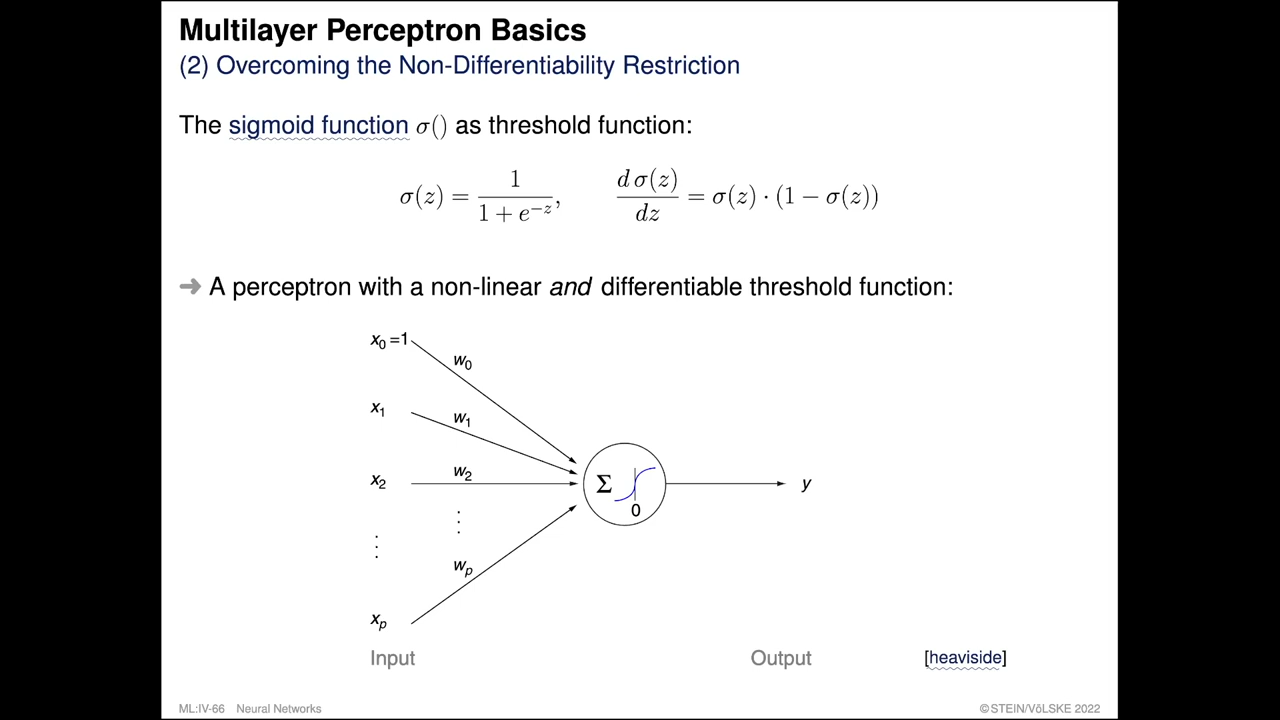 Multilayer Perceptron Basics
(2) Overcoming the Non-Differentiability Restriction
The sigmoid function σ() as threshold function:
σ(z) = 1 / (1 + e^{−z}), d σ(z) / dz = σ(z) · (1 − σ(z))
➜ A perceptron with a non-linear and differentiable threshold function:
x₀ =1
w₀
x₁
w₁
x₂
w₂
Σ
0
y
⋮
⋮
wₚ
xₚ
Input
Output
[heaviside]
ML:IV-66 Neural Networks
©STEIN/VÖLSKE 2022